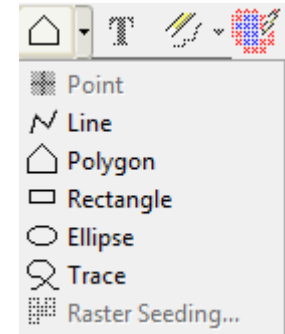 T
Point
Line
Polygon
Rectangle
Ellipse
Trace
Raster Seeding...